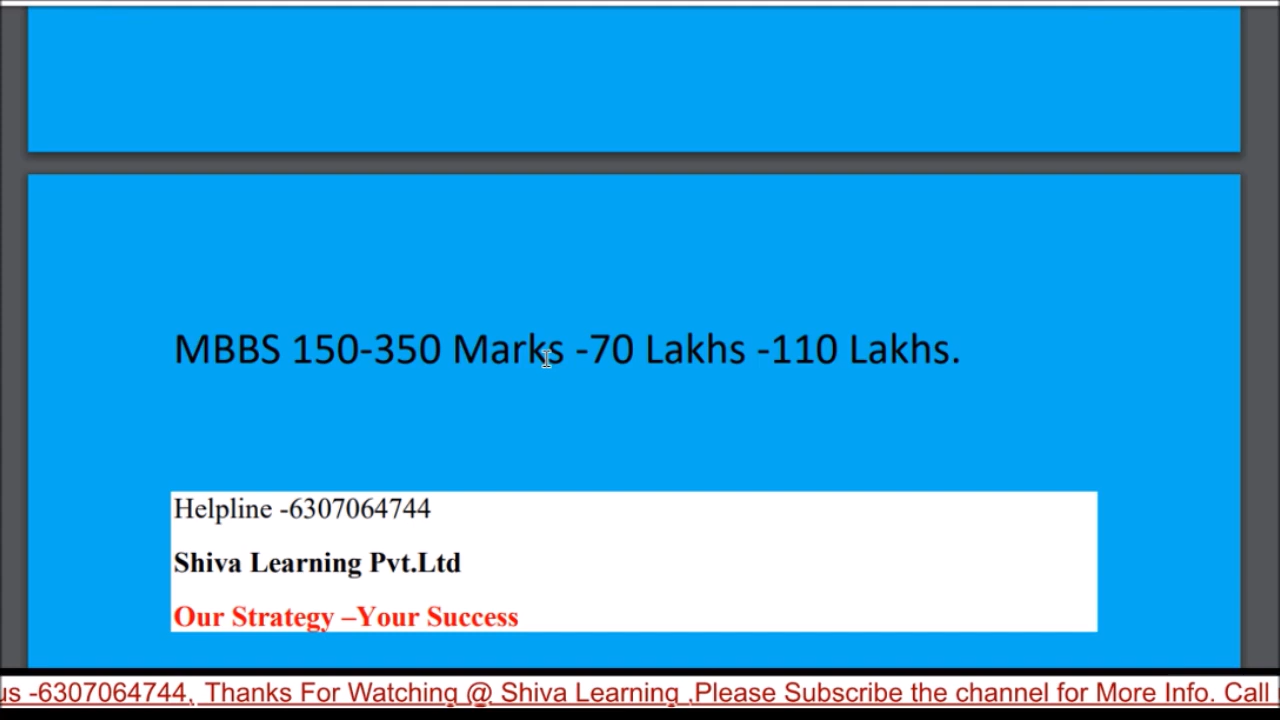 MBBS 150-350 Marks -70 Lakhs -110 Lakhs.
Helpline -6307064744
Shiva Learning Pvt.Ltd
Our Strategy –Your Success
us -6307064744, Thanks For Watching @ Shiva Learning ,Please Subscribe the channel for More Info. Call